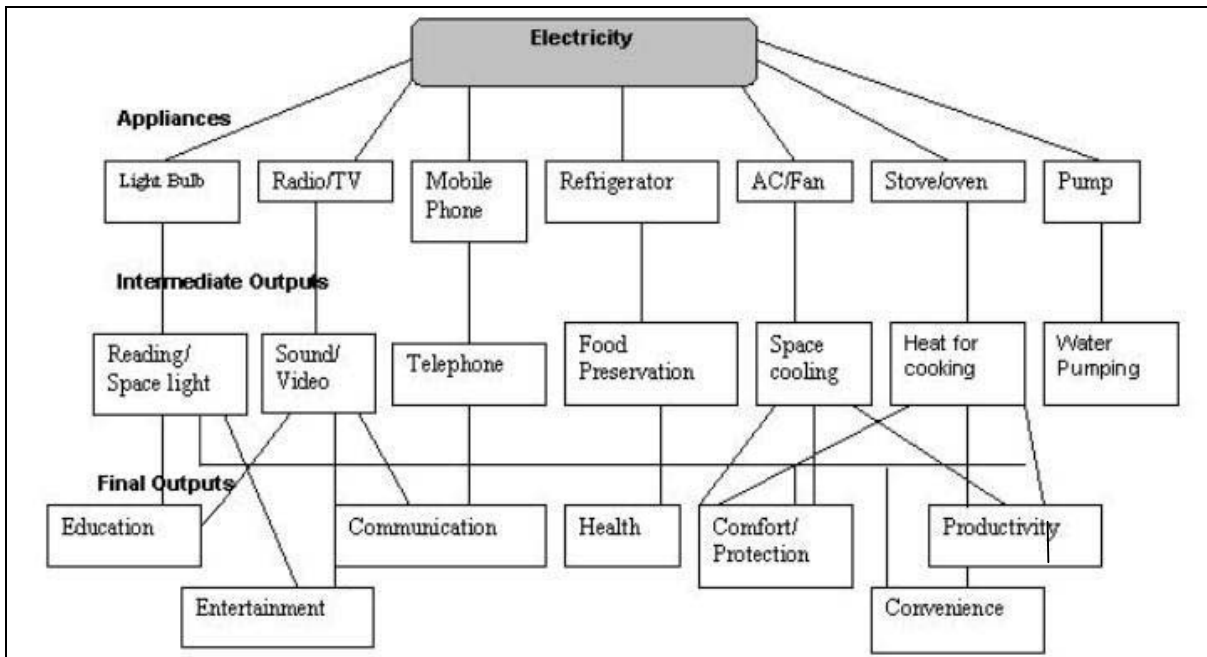 Electricity
Appliances
Light Bulb
Radio/TV
Mobile
Phone
Refrigerator
AC/Fan
Stove/oven
Pump
Intermediate Outputs
Reading/
Space light
Sound/
Video
Telephone
Food
Preservation
Space
cooling
Heat for
cooking
Water
Pumping
Final Outputs
Education
Communication
Health
Comfort/
Protection
Productivity
Entertainment
Convenience